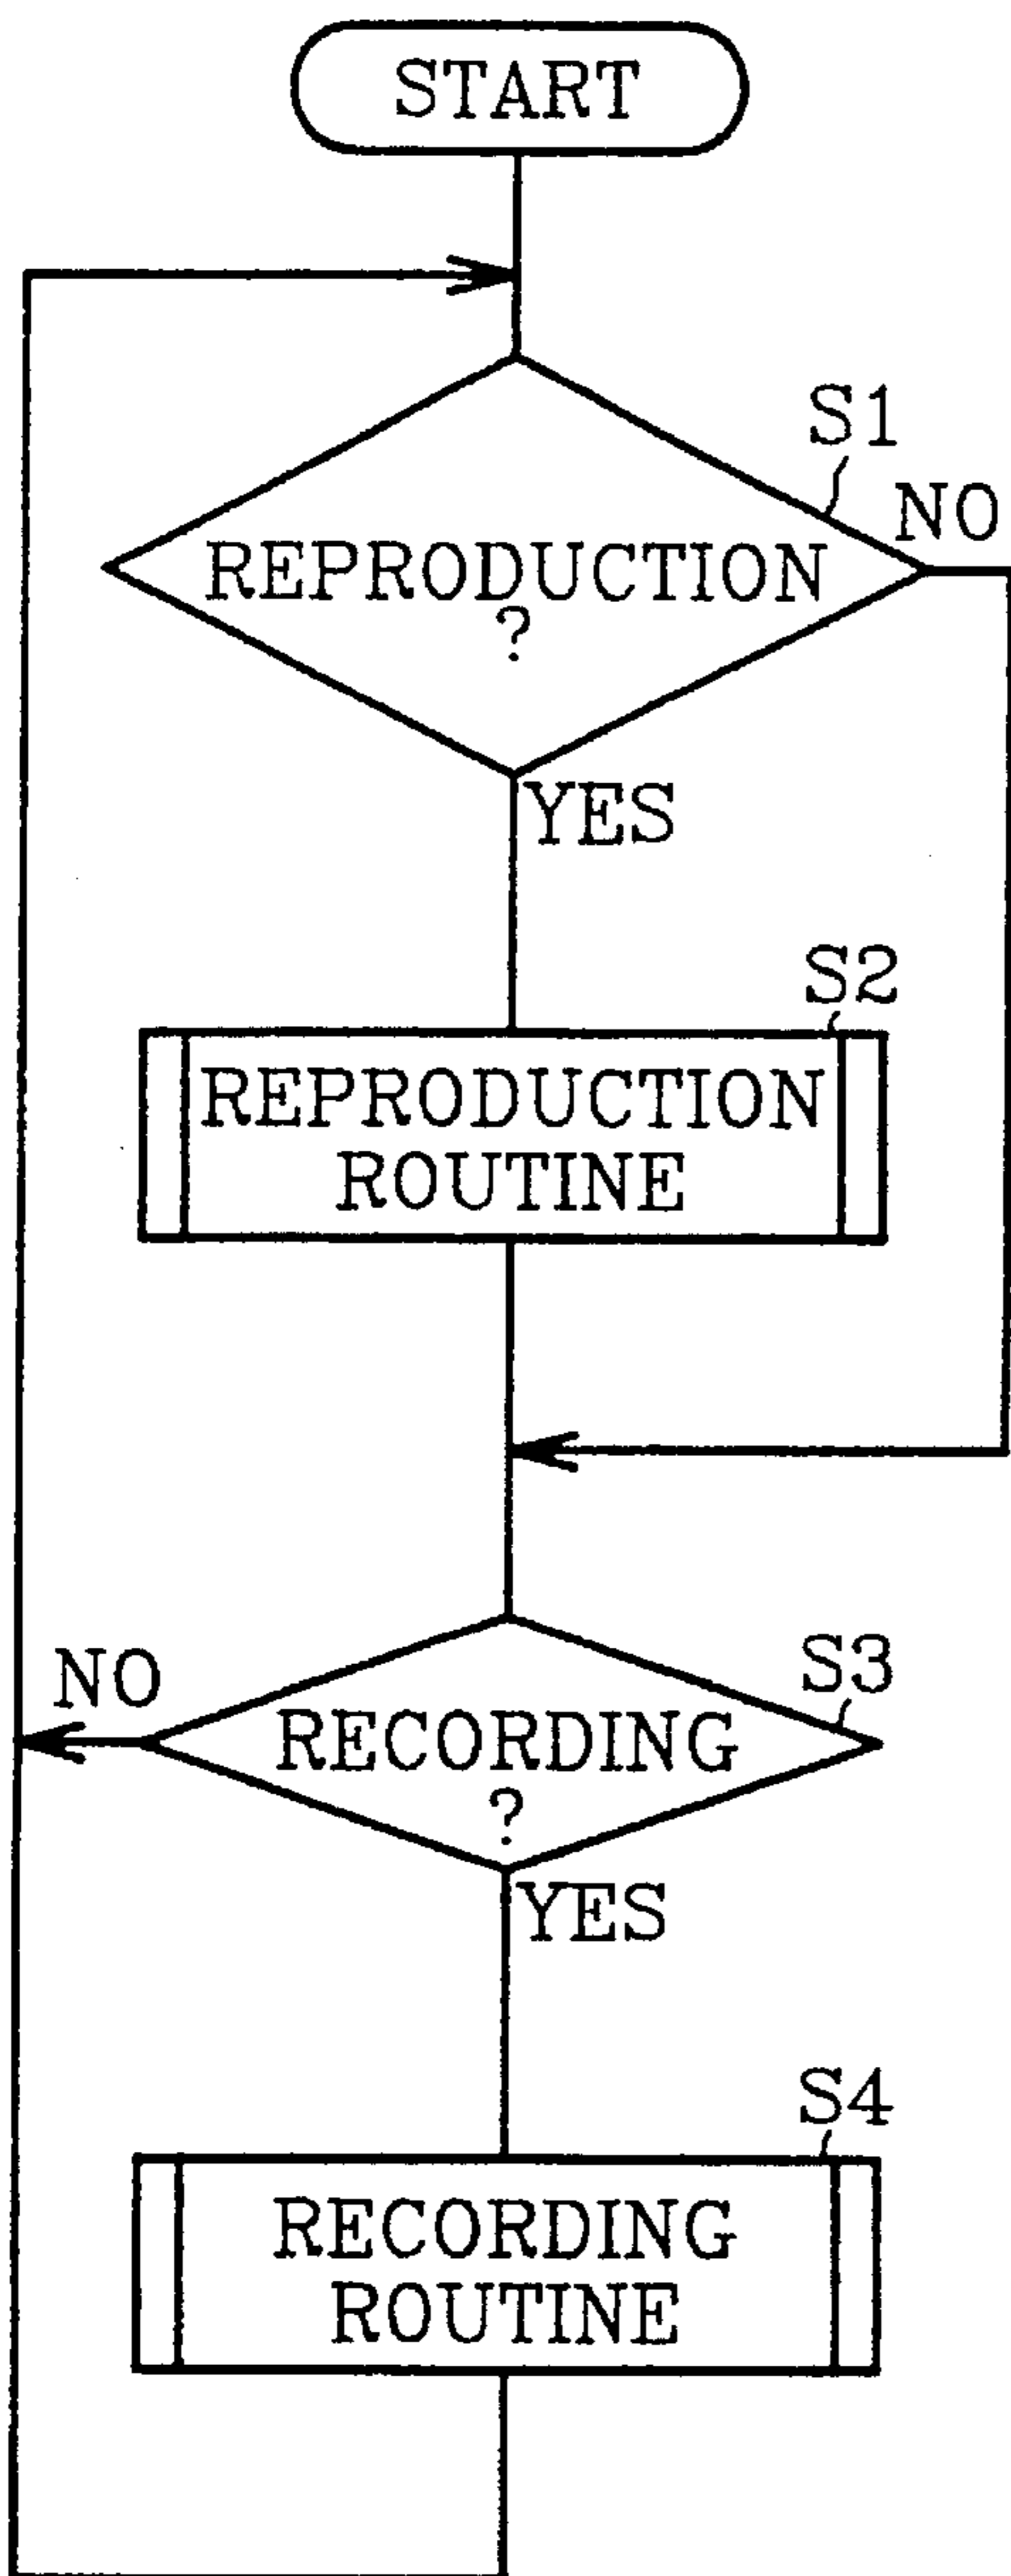 START
S1
NO
REPRODUCTION
?
YES
S2
REPRODUCTION
ROUTINE
NO
S3
RECORDING
?
YES
S4
RECORDING
ROUTINE